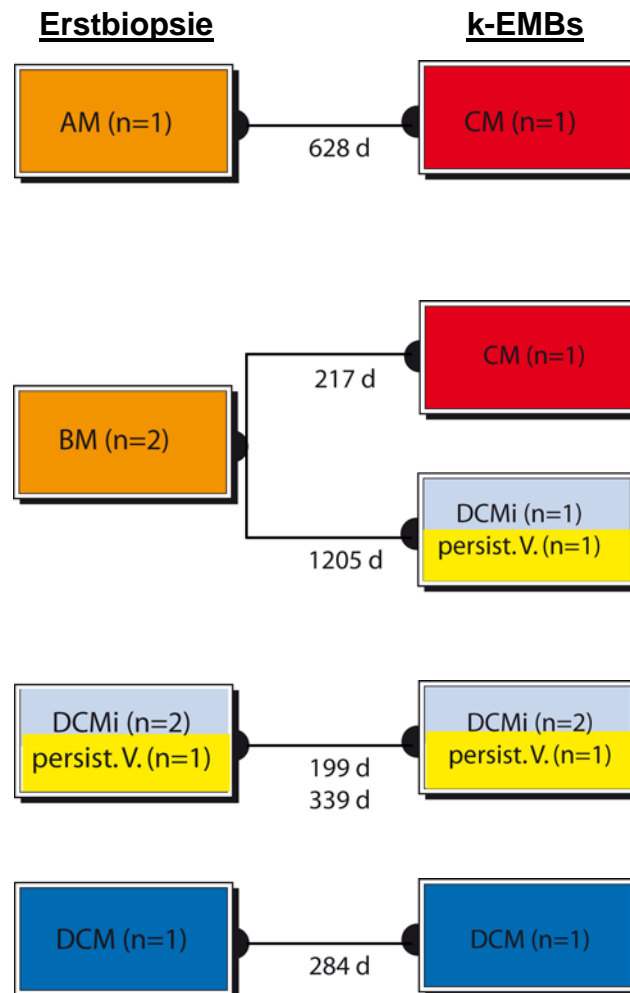 Erstbiopsie k-EMBs
AM (n=1)
628 d
CM (n=1)
BM (n=2)
217 d
CM (n=1)
1205 d
DCMi (n=1)
persist. V. (n=1)
DCMi (n=2)
persist. V. (n=1)
199 d
339 d
DCMi (n=2)
persist. V. (n=1)
DCM (n=1)
284 d
DCM (n=1)